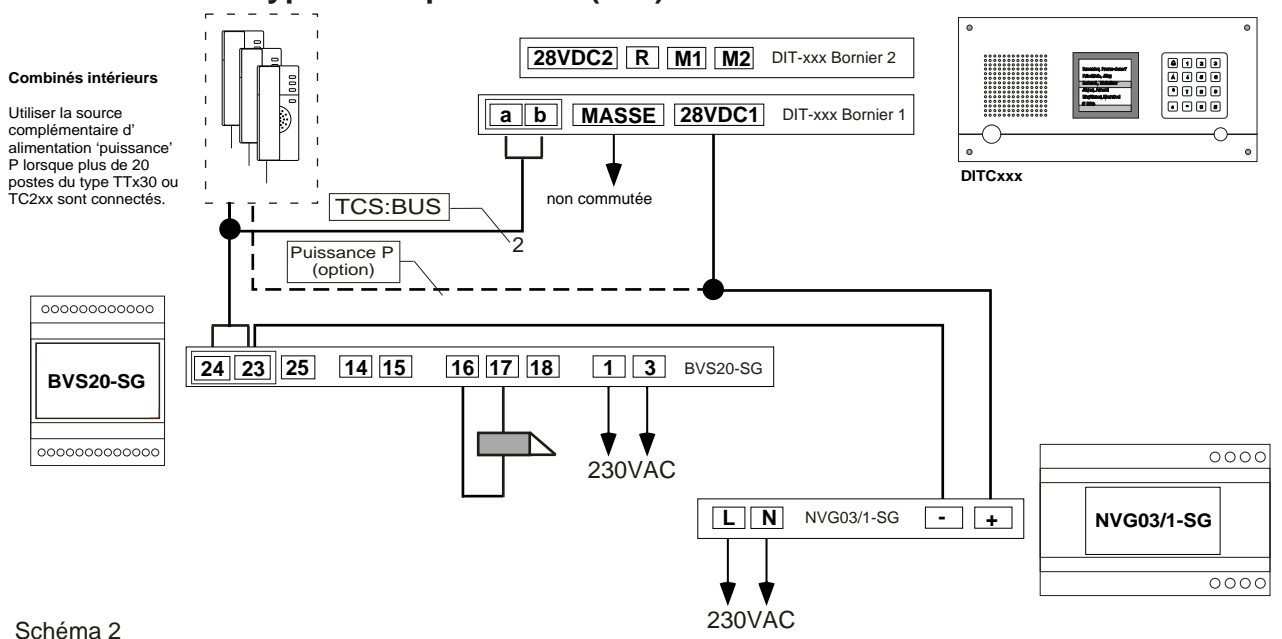 Combinés intérieurs
Utiliser la source
complémentaire d'
alimentation 'puissance'
P lorsque plus de 20
postes du type TTx30 ou
TC2xx sont connectés.
28VDC2 R M1 M2 DIT-xxx Bornier 2
a b MASSE 28VDC1 DIT-xxx Bornier 1
non commutée
DITCxxx
TCS:BUS
2
Puissance P
(option)
BVS20-SG
24 23 25 14 15 16 17 18 1 3 BVS20-SG
230VAC
L N NVG03/1-SG - +
230VAC
NVG03/1-SG
Schéma 2